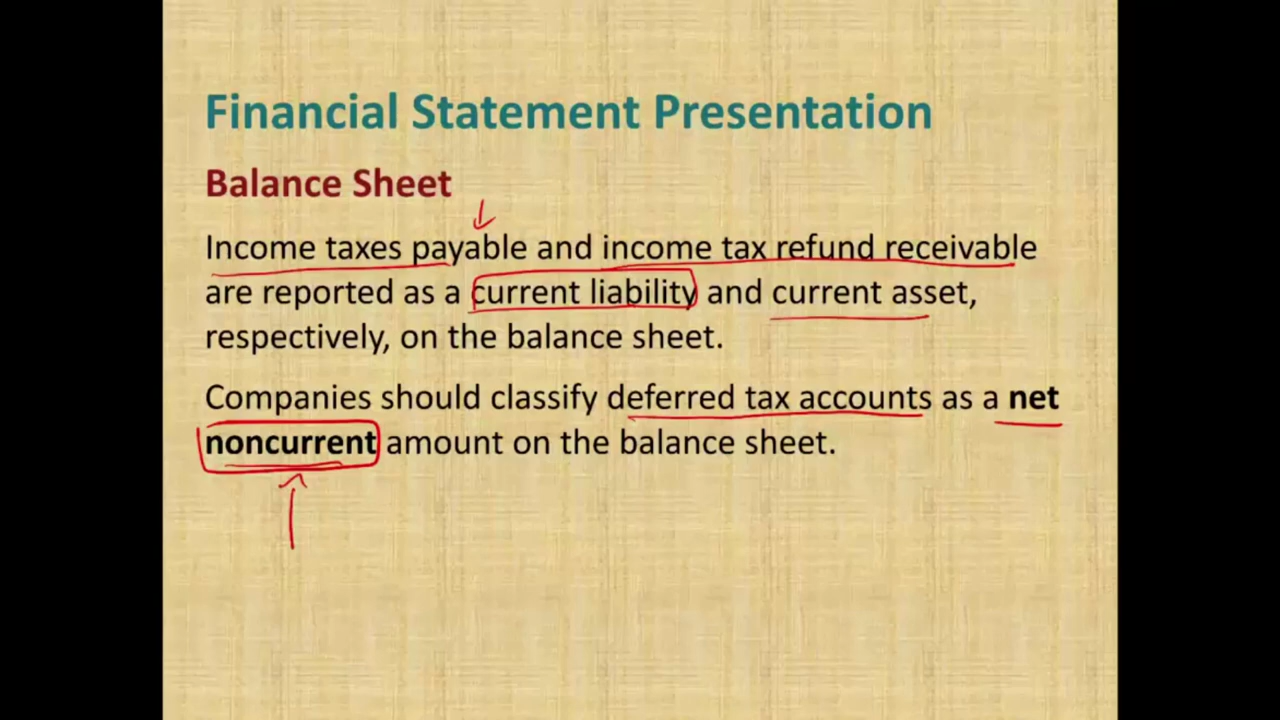 Financial Statement Presentation
Balance Sheet
Income taxes payable and income tax refund receivable
are reported as a current liability and current asset,
respectively, on the balance sheet.
Companies should classify deferred tax accounts as a net
noncurrent amount on the balance sheet.